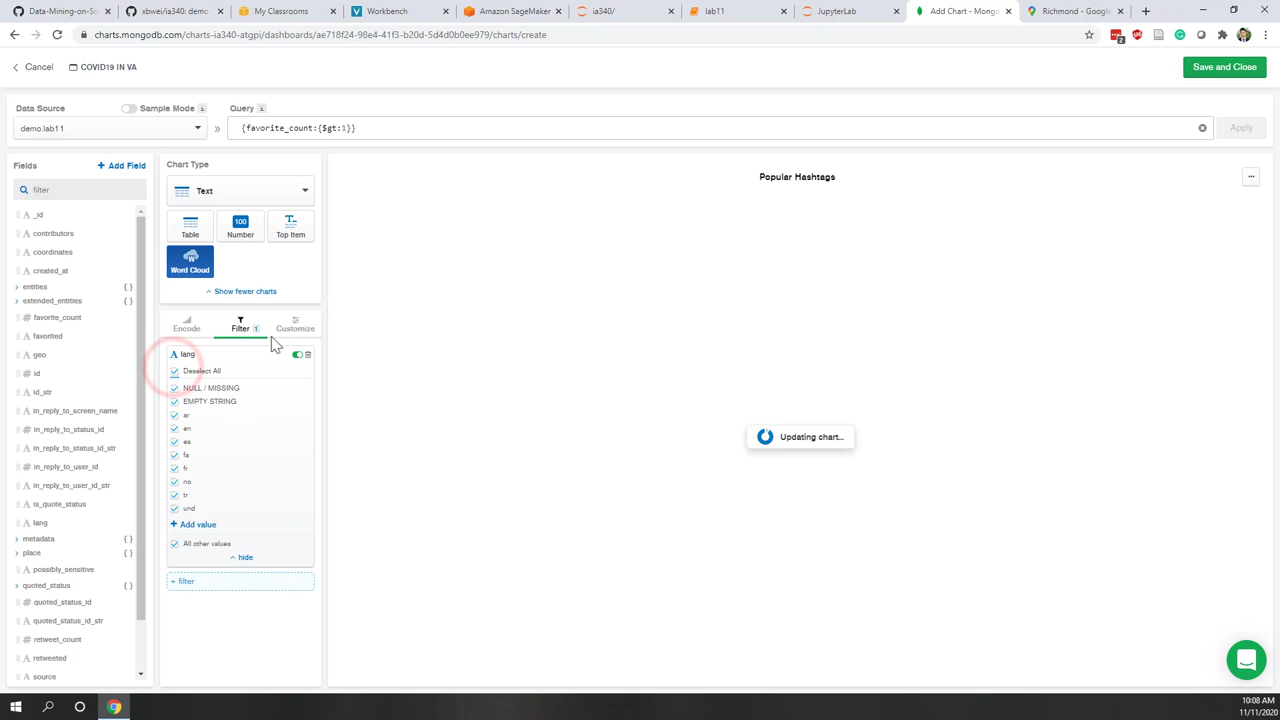 Data-Mining-on-Sc
xbwei/ia340: demo
My Classrooms
Workbench
Amazon SageMaker
ia340/
lab11
JupyterLab
Add Chart - Mongo
Richmond - Google
charts.mongodb.com/charts-ia340-atgpi/dashboards/ae718f24-98e4-41f3-b20d-5d4d0b0ee979/charts/create
Cancel
COVID19 IN VA
Save and Close
Data Source
Sample Mode
Query
demo.lab11
{favorite_count:{$gt:1}}
Apply
Fields
+ Add Field
filter
_id
contributors
coordinates
created_at
entities { }
extended_entities { }
favorite_count
favorited
geo
id
id_str
in_reply_to_screen_name
in_reply_to_status_id
in_reply_to_status_id_str
in_reply_to_user_id
in_reply_to_user_id_str
is_quote_status
lang
metadata { }
place { }
possibly_sensitive
quoted_status { }
quoted_status_id
quoted_status_id_str
retweet_count
retweeted
source
Chart Type
Text
Table
100
Number
Top Item
Word Cloud
Show fewer charts
Encode
Filter 1
Customize
A lang
Deselect All
NULL / MISSING
EMPTY STRING
ar
en
es
fa
fr
no
tr
und
+ Add value
All other values
hide
+ filter
Popular Hashtags
Updating chart...
10:08 AM
11/11/2020